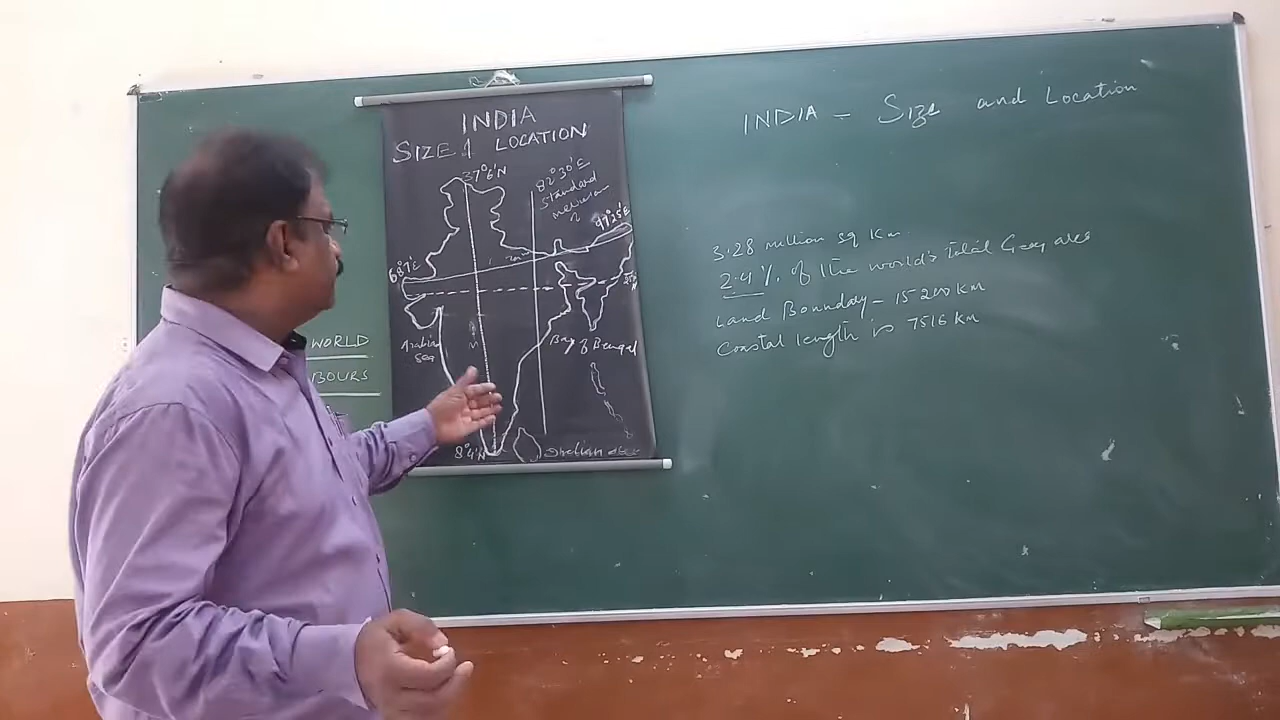 INDIA
SIZE & LOCATION
37°6'N
82°30'E
Standard
meridian
97°25'E
68°7'E
Arabian
Sea
Bay of Bengal
8°4'N
Indian
WORLD
BOURS
INDIA - Size and Location
3.28 million sq Km.
2.4% of the world's total Geog area
Land Boundary - 15200 KM
Coastal length is 7516 KM